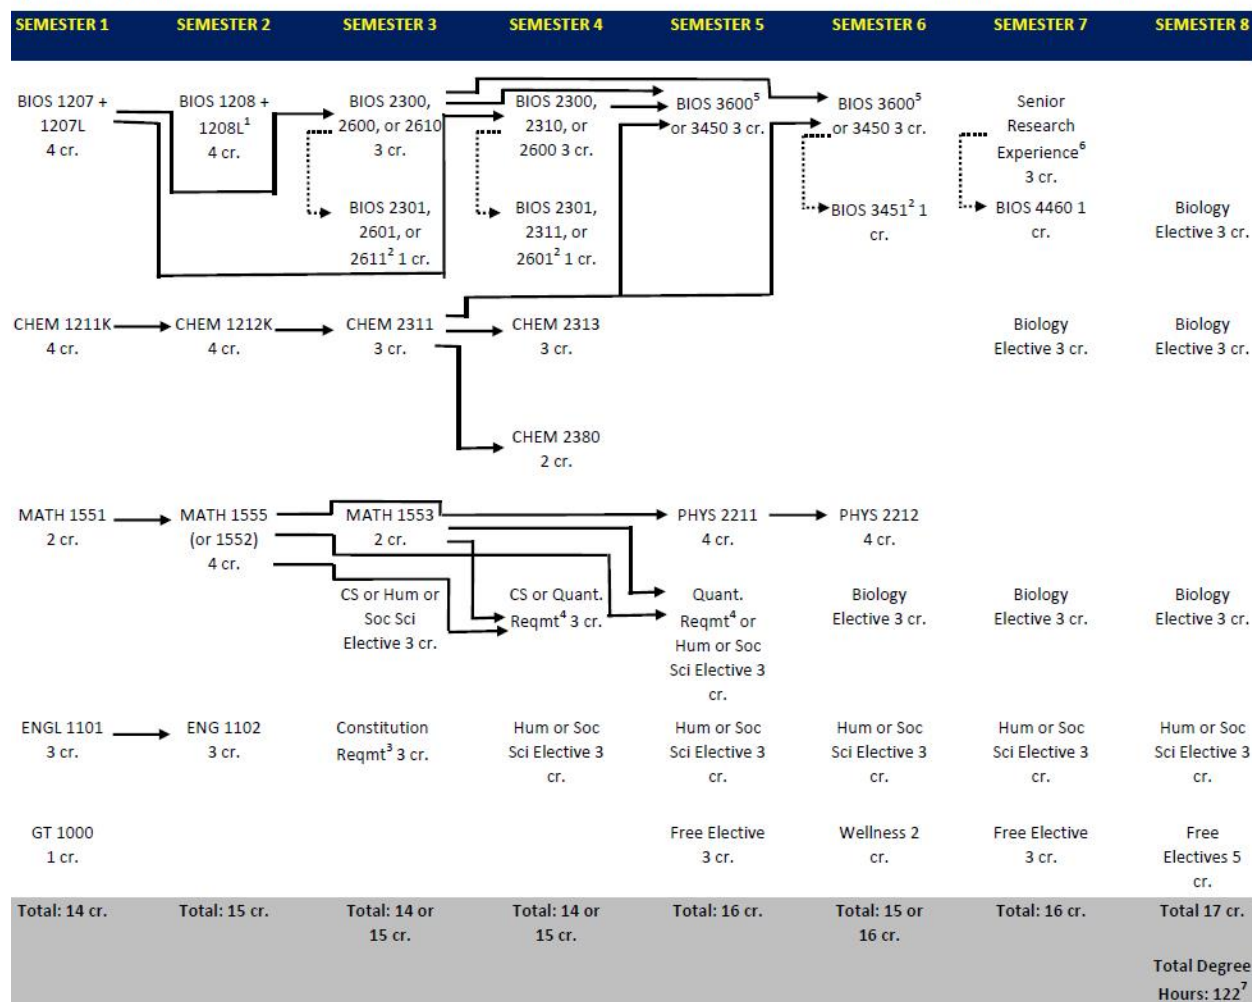 SEMESTER 1 SEMESTER 2 SEMESTER 3 SEMESTER 4 SEMESTER 5 SEMESTER 6 SEMESTER 7 SEMESTER 8
BIOS 1207 +
1207L
4 cr.
BIOS 1208 +
1208L¹
4 cr.
BIOS 2300,
2600, or 2610
3 cr.
BIOS 2300,
2310, or
2600 3 cr.
BIOS 3600⁵
or 3450 3 cr.
BIOS 3600⁵
or 3450 3 cr.
Senior
Research
Experience⁶
3 cr.
BIOS 2301,
2601, or
2611² 1 cr.
BIOS 2301,
2311, or
2601² 1 cr.
BIOS 3451² 1
cr.
BIOS 4460 1
cr.
Biology
Elective 3 cr.
CHEM 1211K
4 cr.
CHEM 1212K
4 cr.
CHEM 2311
3 cr.
CHEM 2313
3 cr.
Biology
Elective 3 cr.
Biology
Elective 3 cr.
CHEM 2380
2 cr.
MATH 1551
2 cr.
MATH 1555
(or 1552)
4 cr.
MATH 1553
2 cr.
PHYS 2211
4 cr.
PHYS 2212
4 cr.
CS or Hum or
Soc Sci
Elective 3 cr.
CS or Quant.
Reqmt⁴ 3 cr.
Quant.
Reqmt⁴ or
Hum or Soc
Sci Elective 3
cr.
Biology
Elective 3 cr.
Biology
Elective 3 cr.
Biology
Elective 3 cr.
ENGL 1101
3 cr.
ENG 1102
3 cr.
Constitution
Reqmt³ 3 cr.
Hum or Soc
Sci Elective 3
cr.
Hum or Soc
Sci Elective 3
cr.
Hum or Soc
Sci Elective 3
cr.
Hum or Soc
Sci Elective 3
cr.
Hum or Soc
Sci Elective 3
cr.
GT 1000
1 cr.
Free Elective
3 cr.
Wellness 2
cr.
Free Elective
3 cr.
Free
Electives 5
cr.
Total: 14 cr.
Total: 15 cr.
Total: 14 or
15 cr.
Total: 14 or
15 cr.
Total: 16 cr.
Total: 15 or
16 cr.
Total: 16 cr.
Total 17 cr.
Total Degree
Hours: 122⁷